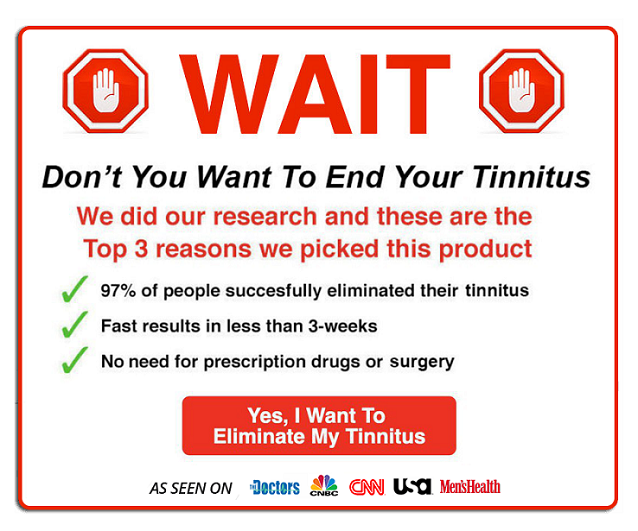 WAIT
Don't You Want To End Your Tinnitus
We did our research and these are the
Top 3 reasons we picked this product
97% of people succesfully eliminated their tinnitus
Fast results in less than 3-weeks
No need for prescription drugs or surgery
Yes, I Want To
Eliminate My Tinnitus
AS SEEN ON THE Doctors CNBC CNN USA Men'sHealth